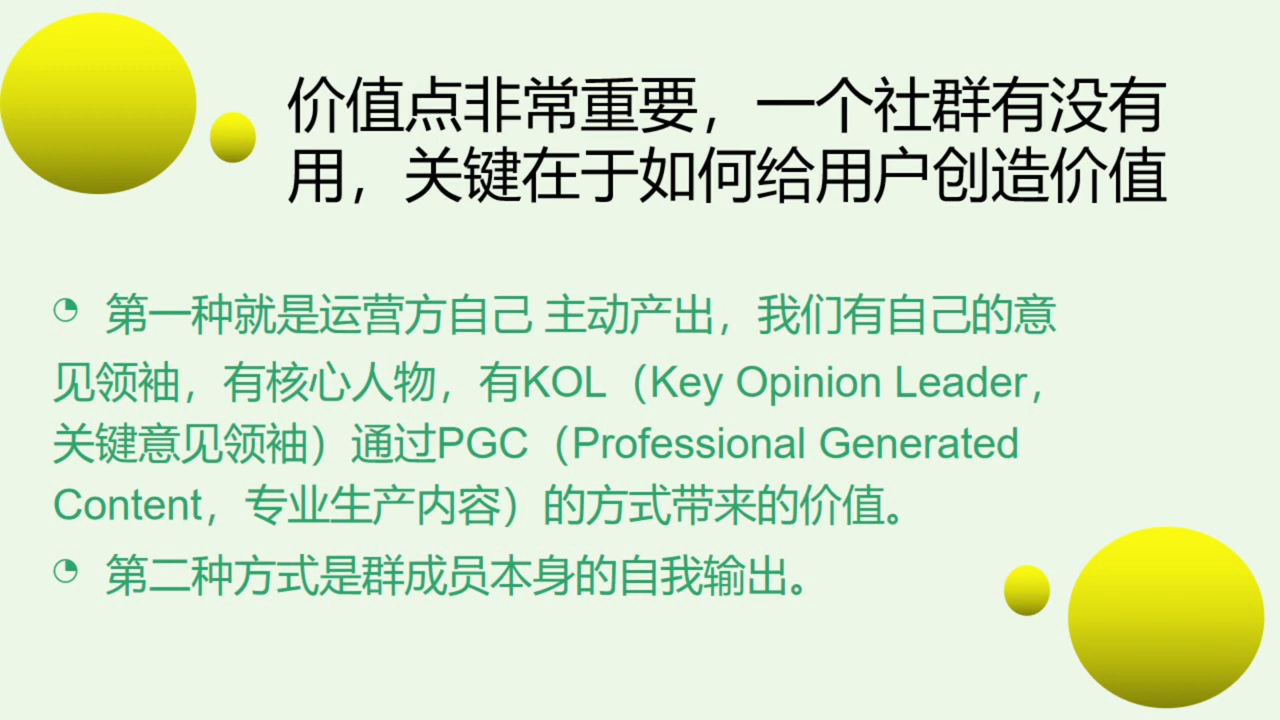 价值点非常重要，一个社群有没有
用，关键在于如何给用户创造价值
第一种就是运营方自己 主动产出，我们有自己的意
见领袖，有核心人物，有KOL（Key Opinion Leader，
关键意见领袖）通过PGC（Professional Generated
Content，专业生产内容）的方式带来的价值。
第二种方式是群成员本身的自我输出。